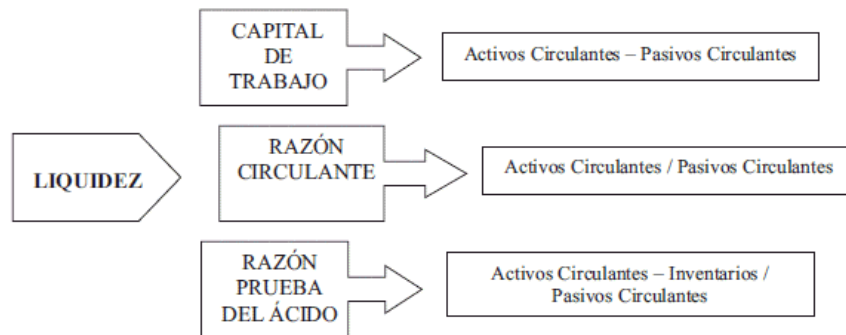 CAPITAL
DE
TRABAJO
Activos Circulantes – Pasivos Circulantes
LIQUIDEZ
RAZÓN
CIRCULANTE
Activos Circulantes / Pasivos Circulantes
RAZÓN
PRUEBA
DEL ÁCIDO
Activos Circulantes – Inventarios /
Pasivos Circulantes